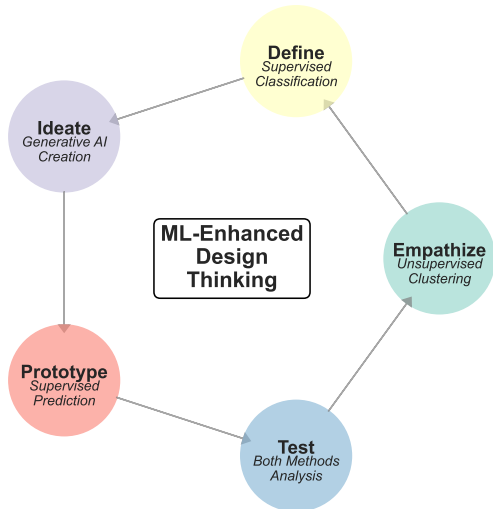 Define
Supervised
Classification
Ideate
Generative AI
Creation
ML-Enhanced
Design
Thinking
Empathize
Unsupervised
Clustering
Prototype
Supervised
Prediction
Test
Both Methods
Analysis